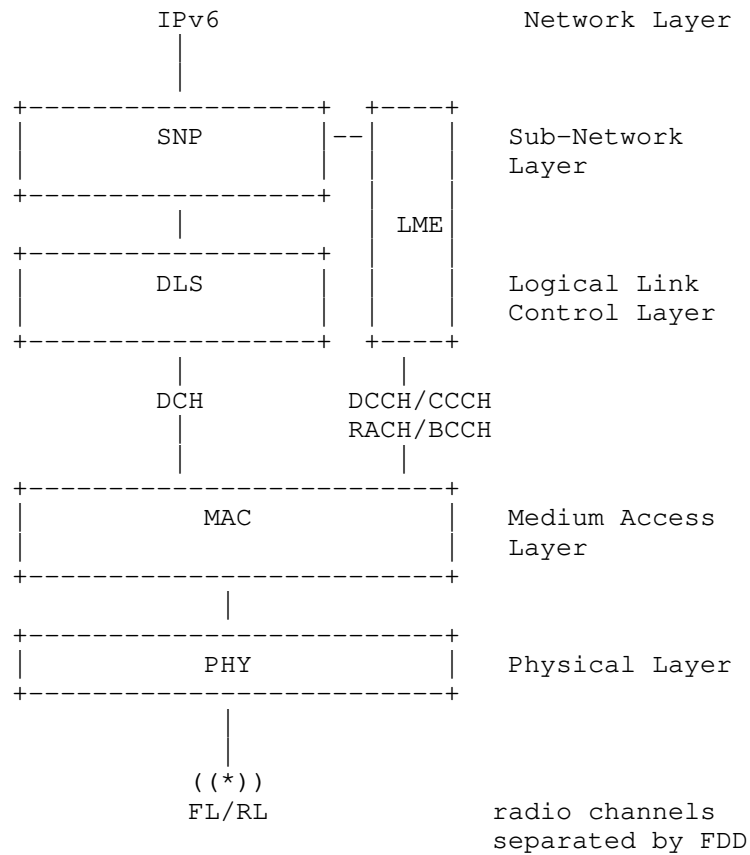 IPv6 Network Layer
SNP Sub-Network
Layer
LME
DLS Logical Link
Control Layer
DCH DCCH/CCCH
RACH/BCCH
MAC Medium Access
Layer
PHY Physical Layer
((*))
FL/RL radio channels
separated by FDD